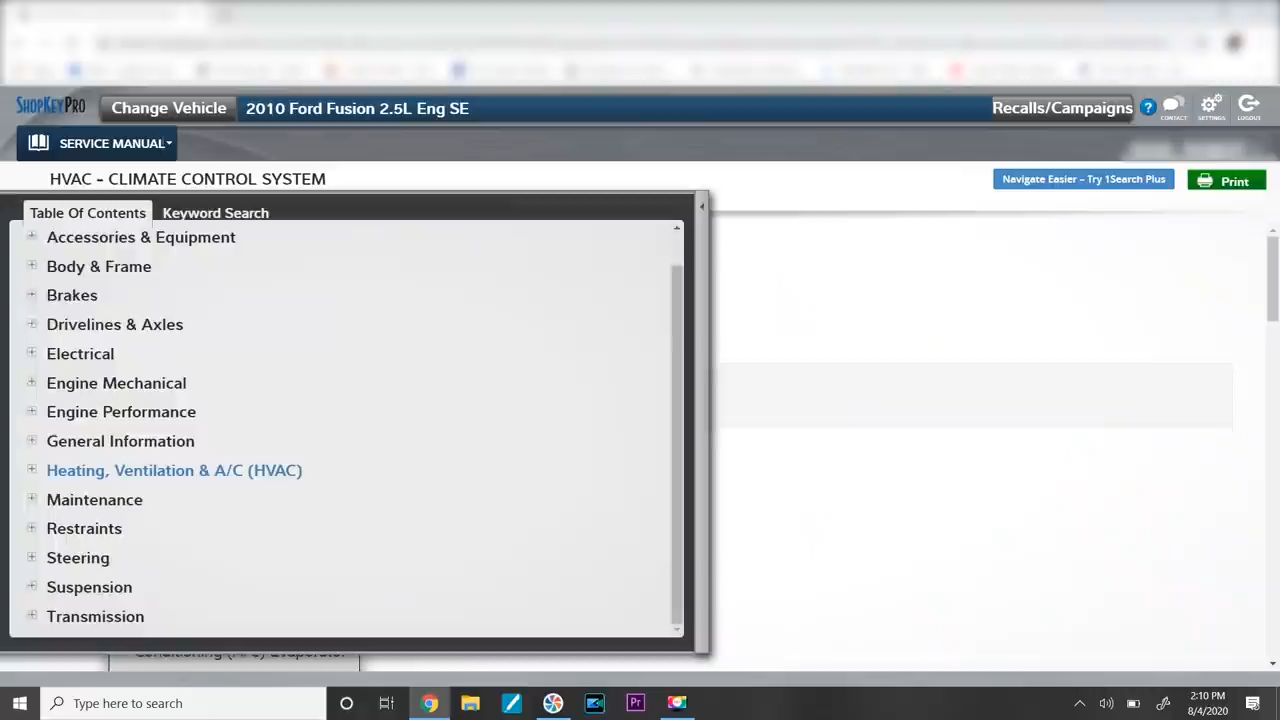 SHOPKEYPRO
Change Vehicle
2010 Ford Fusion 2.5L Eng SE
Recalls/Campaigns
?
CONTACT
SETTINGS
LOGOUT
SERVICE MANUAL
HVAC - CLIMATE CONTROL SYSTEM
Navigate Easier - Try 1Search Plus
Print
Table Of Contents
Keyword Search
Accessories & Equipment
Body & Frame
Brakes
Drivelines & Axles
Electrical
Engine Mechanical
Engine Performance
General Information
Heating, Ventilation & A/C (HVAC)
Maintenance
Restraints
Steering
Suspension
Transmission
Conditioning (A/C) Evaporator
Type here to search
Pr
2:10 PM
8/4/2020